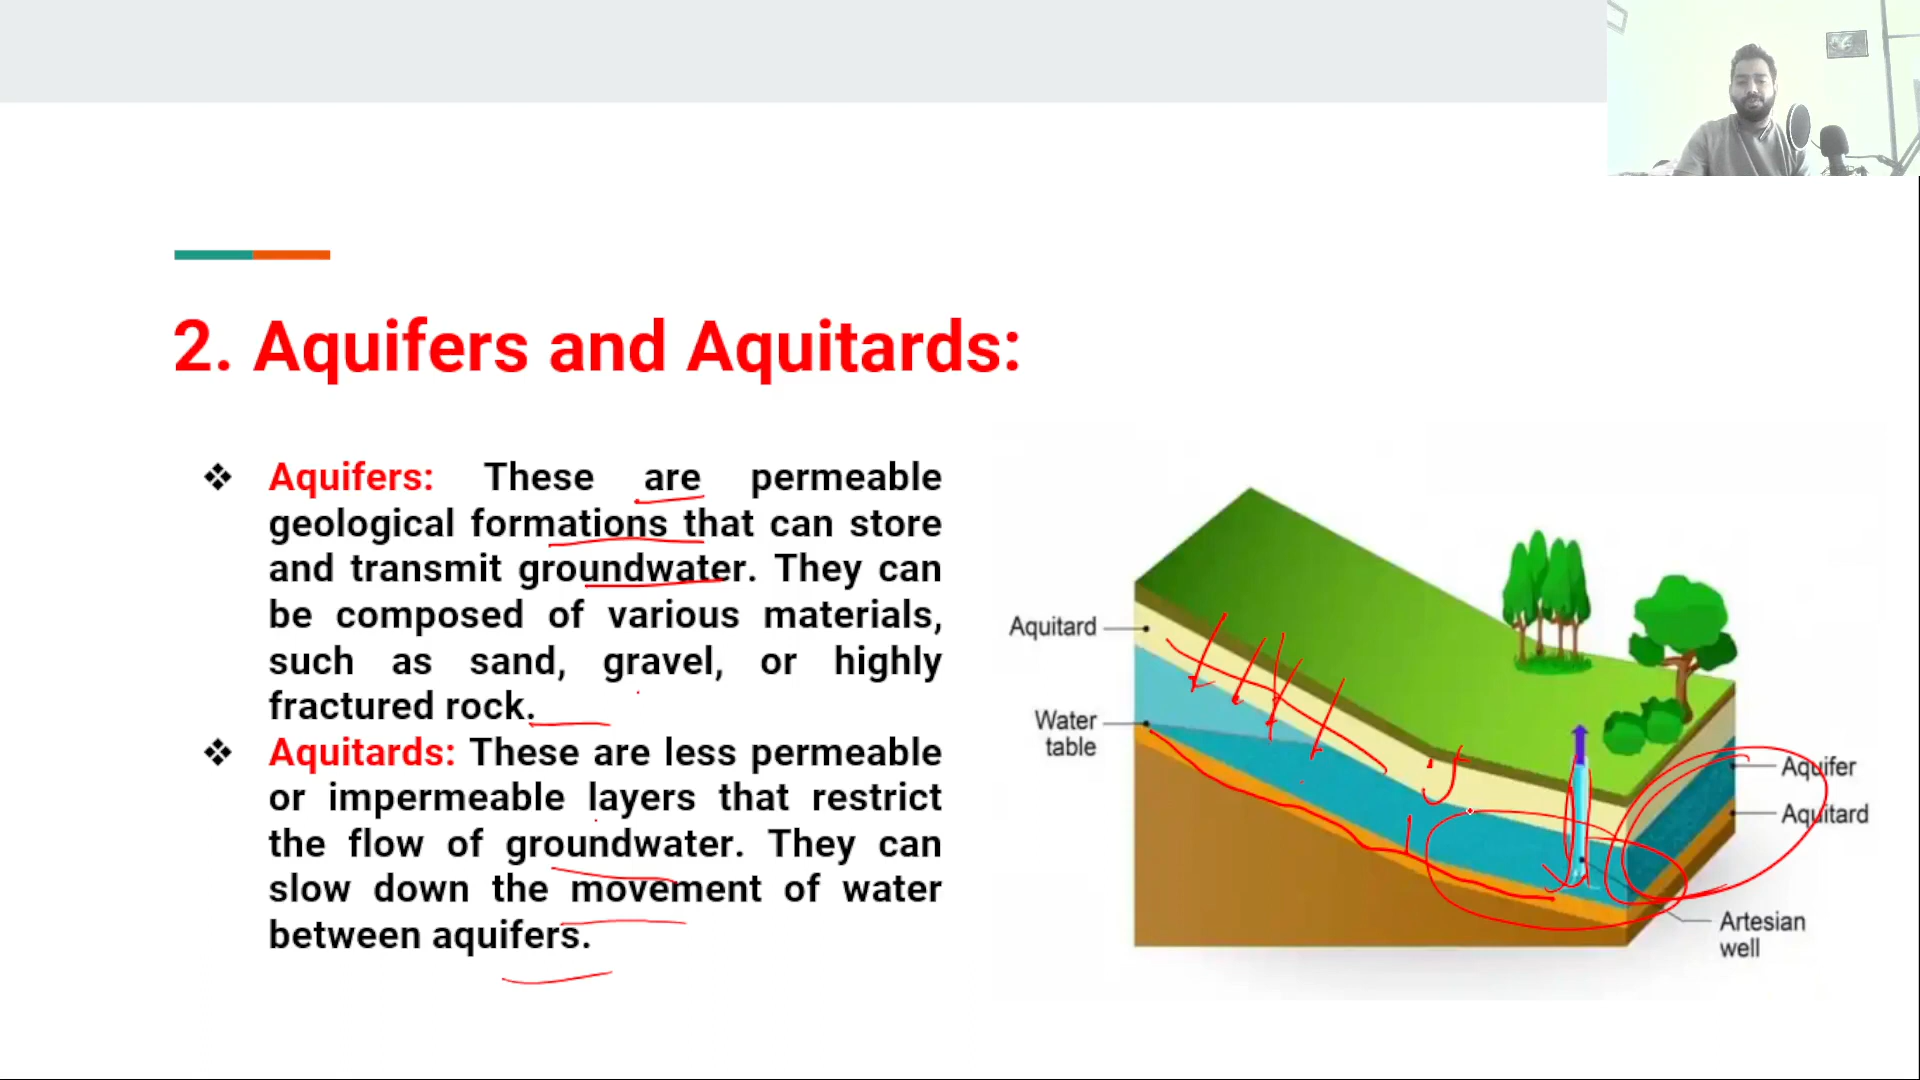 2. Aquifers and Aquitards:
❖ Aquifers: These are permeable
geological formations that can store
and transmit groundwater. They can
be composed of various materials,
such as sand, gravel, or highly
fractured rock.
❖ Aquitards: These are less permeable
or impermeable layers that restrict
the flow of groundwater. They can
slow down the movement of water
between aquifers.
Aquitard
Water
table
Aquifer
Aquitard
Artesian
well